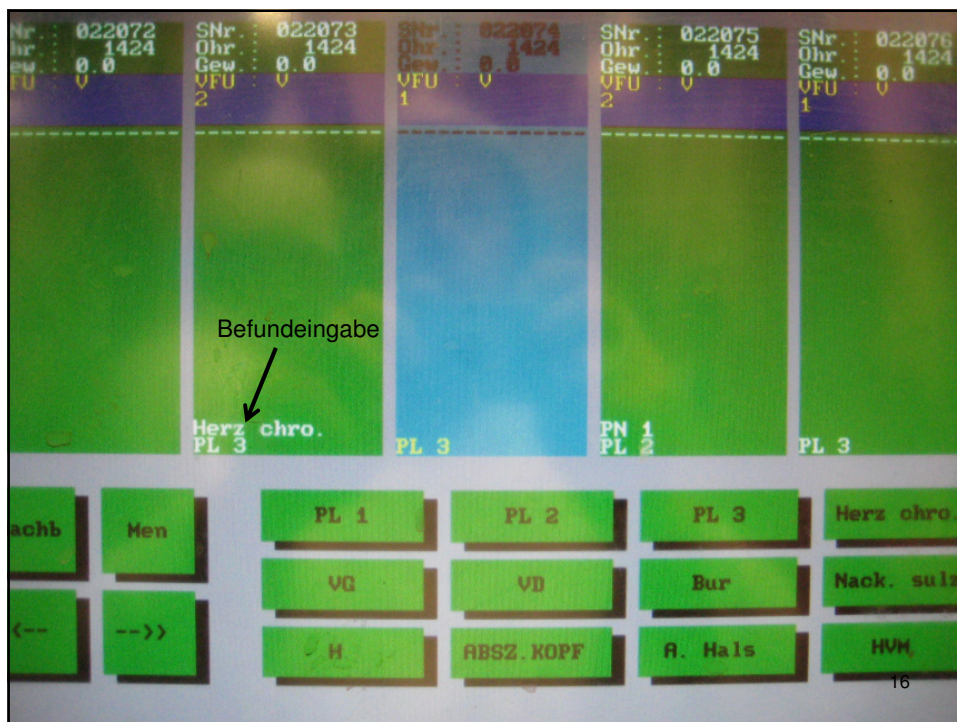 SNr.: 022072
Ohr.: 1424
Gew.: 0.0
VFU : V
SNr.: 022073
Ohr.: 1424
Gew.: 0.0
VFU : V
2
Herz chro.
PL 3
SNr.: 022074
Ohr.: 1424
Gew.: 0.0
VFU : V
1
PL 3
SNr.: 022075
Ohr.: 1424
Gew.: 0.0
VFU : V
2
PN 1
PL 2
SNr.: 022076
Ohr.: 1424
Gew.: 0.0
VFU : V
1
PL 3
Befundeingabe
achb
Men
PL 1
PL 2
PL 3
Herz chro.
VG
VD
Bur
Nack. sulz
<--
-->>
H
ABSZ.KOPF
A. Hals
HVM
16